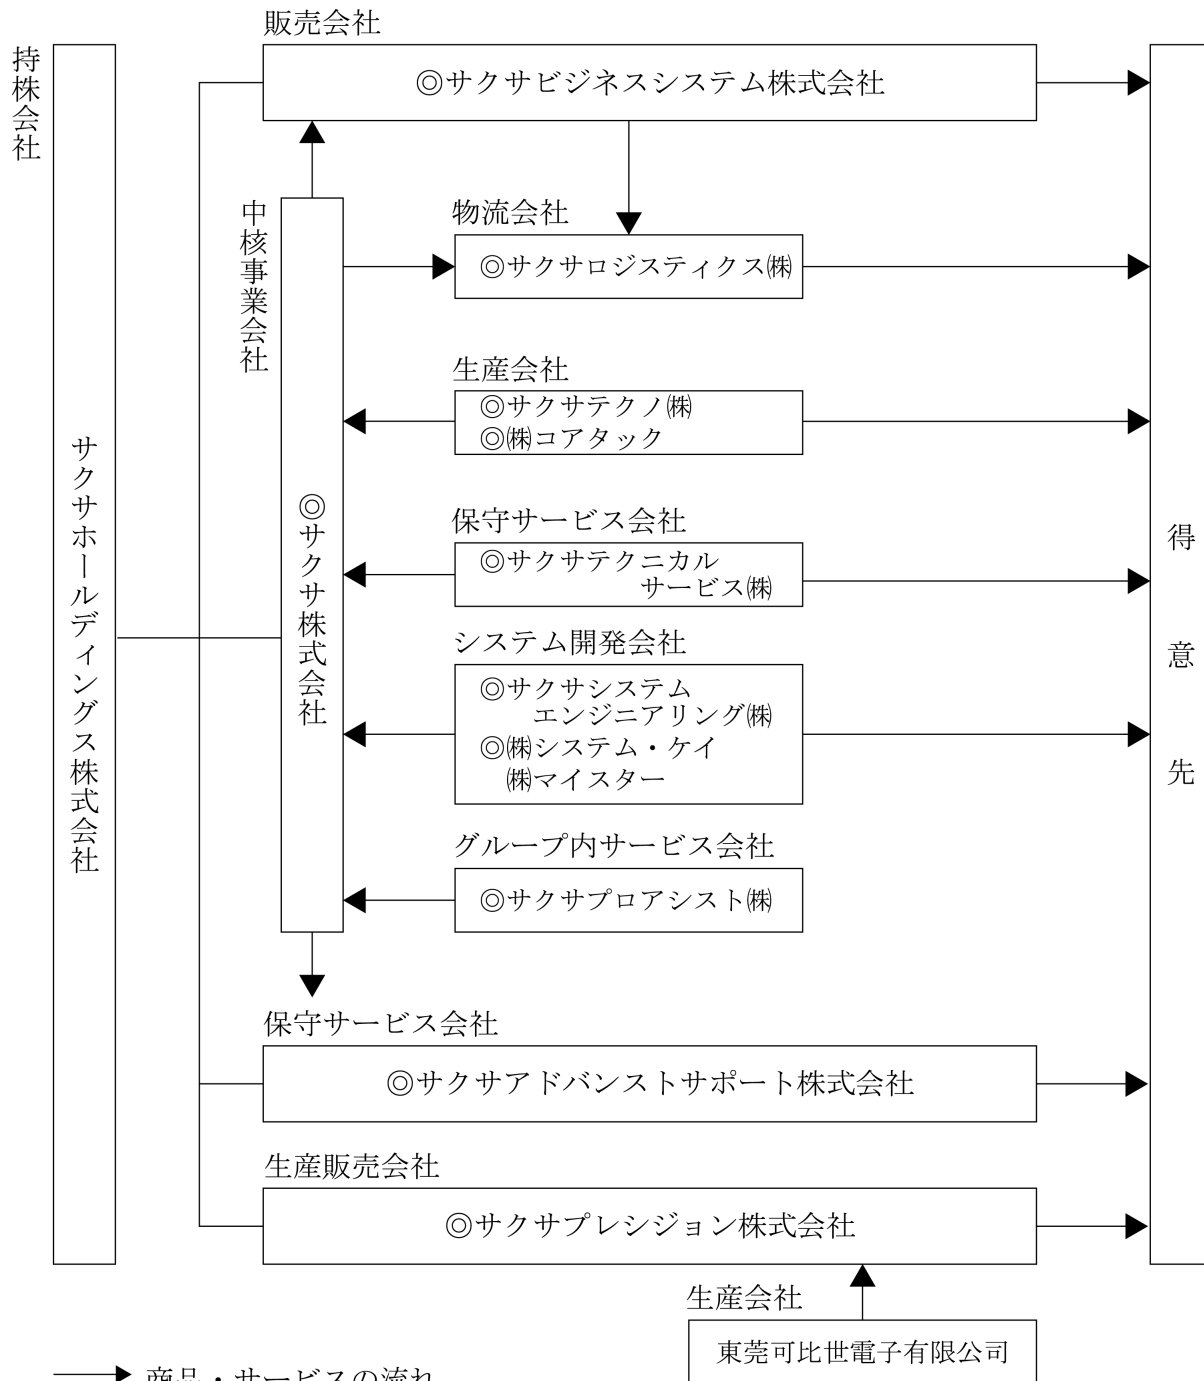 販売会社
持株会社
◎サクサビジネスシステム株式会社
中核事業会社
物流会社
◎サクサロジスティクス㈱
生産会社
◎サクサテクノ㈱
◎㈱コアタック
サクサホールディングス株式会社
◎サクサ株式会社
保守サービス会社
◎サクサテクニカル
サービス㈱
得意先
システム開発会社
◎サクサシステム
エンジニアリング㈱
◎㈱システム・ケイ
㈱マイスター
グループ内サービス会社
◎サクサプロアシスト㈱
保守サービス会社
◎サクサアドバンストサポート株式会社
生産販売会社
◎サクサプレシジョン株式会社
生産会社
東莞可比世電子有限公司
商品・サービスの流れ